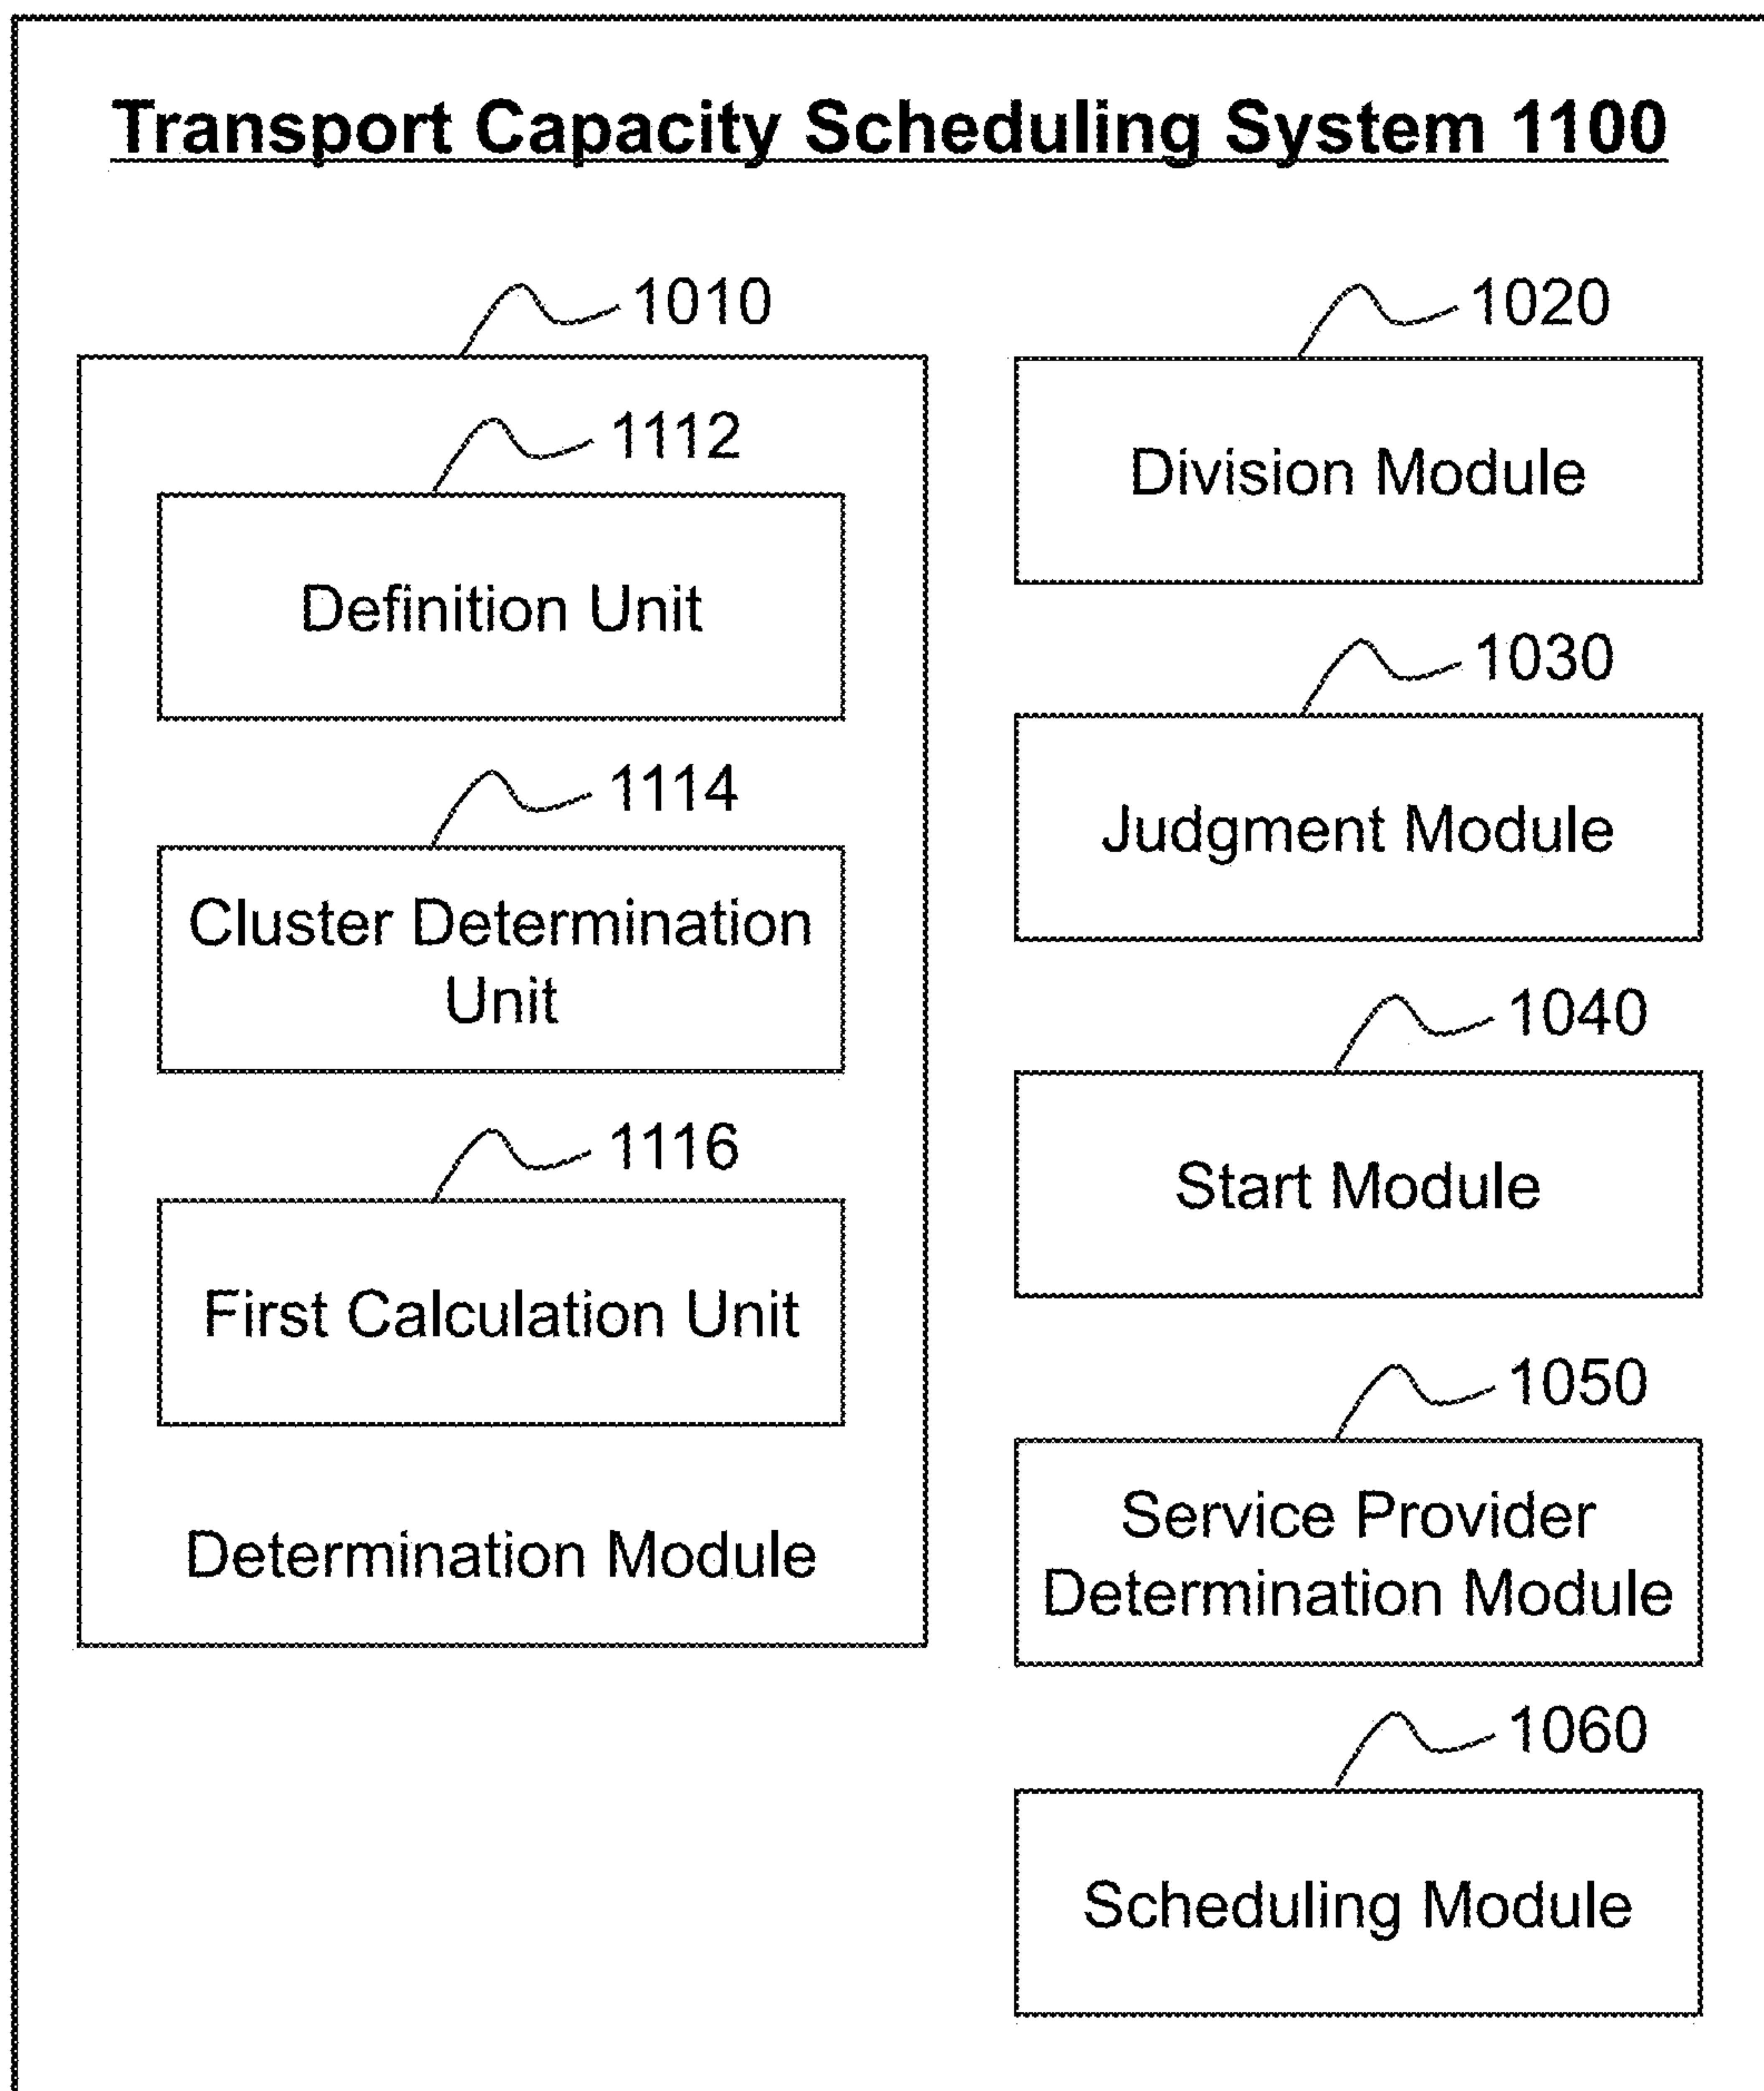 Transport Capacity Scheduling System 1100
1010
1112
Definition Unit
1114
Cluster Determination
Unit
1116
First Calculation Unit
Determination Module
1020
Division Module
1030
Judgment Module
1040
Start Module
1050
Service Provider
Determination Module
1060
Scheduling Module